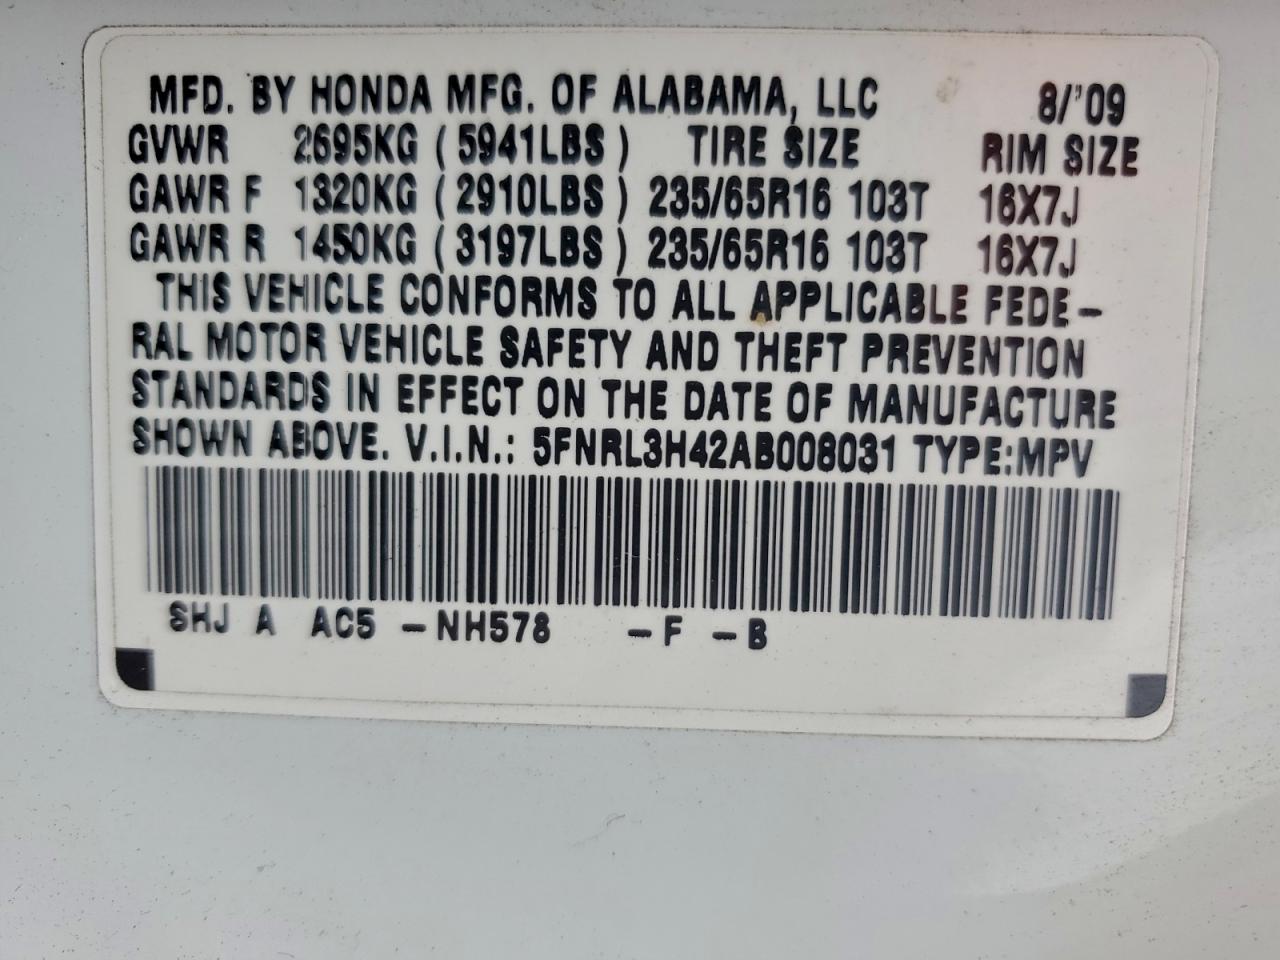 MFD. BY HONDA MFG. OF ALABAMA, LLC 8/'09
GVWR 2695KG ( 5941LBS ) TIRE SIZE RIM SIZE
GAWR F 1320KG ( 2910LBS ) 235/65R16 103T 16X7J
GAWR R 1450KG ( 3197LBS ) 235/65R16 103T 16X7J
THIS VEHICLE CONFORMS TO ALL APPLICABLE FEDE-
RAL MOTOR VEHICLE SAFETY AND THEFT PREVENTION
STANDARDS IN EFFECT ON THE DATE OF MANUFACTURE
SHOWN ABOVE. V.I.N.: 5FNRL3H42AB008031 TYPE:MPV
SHJ A AC5 -NH578 -F -B